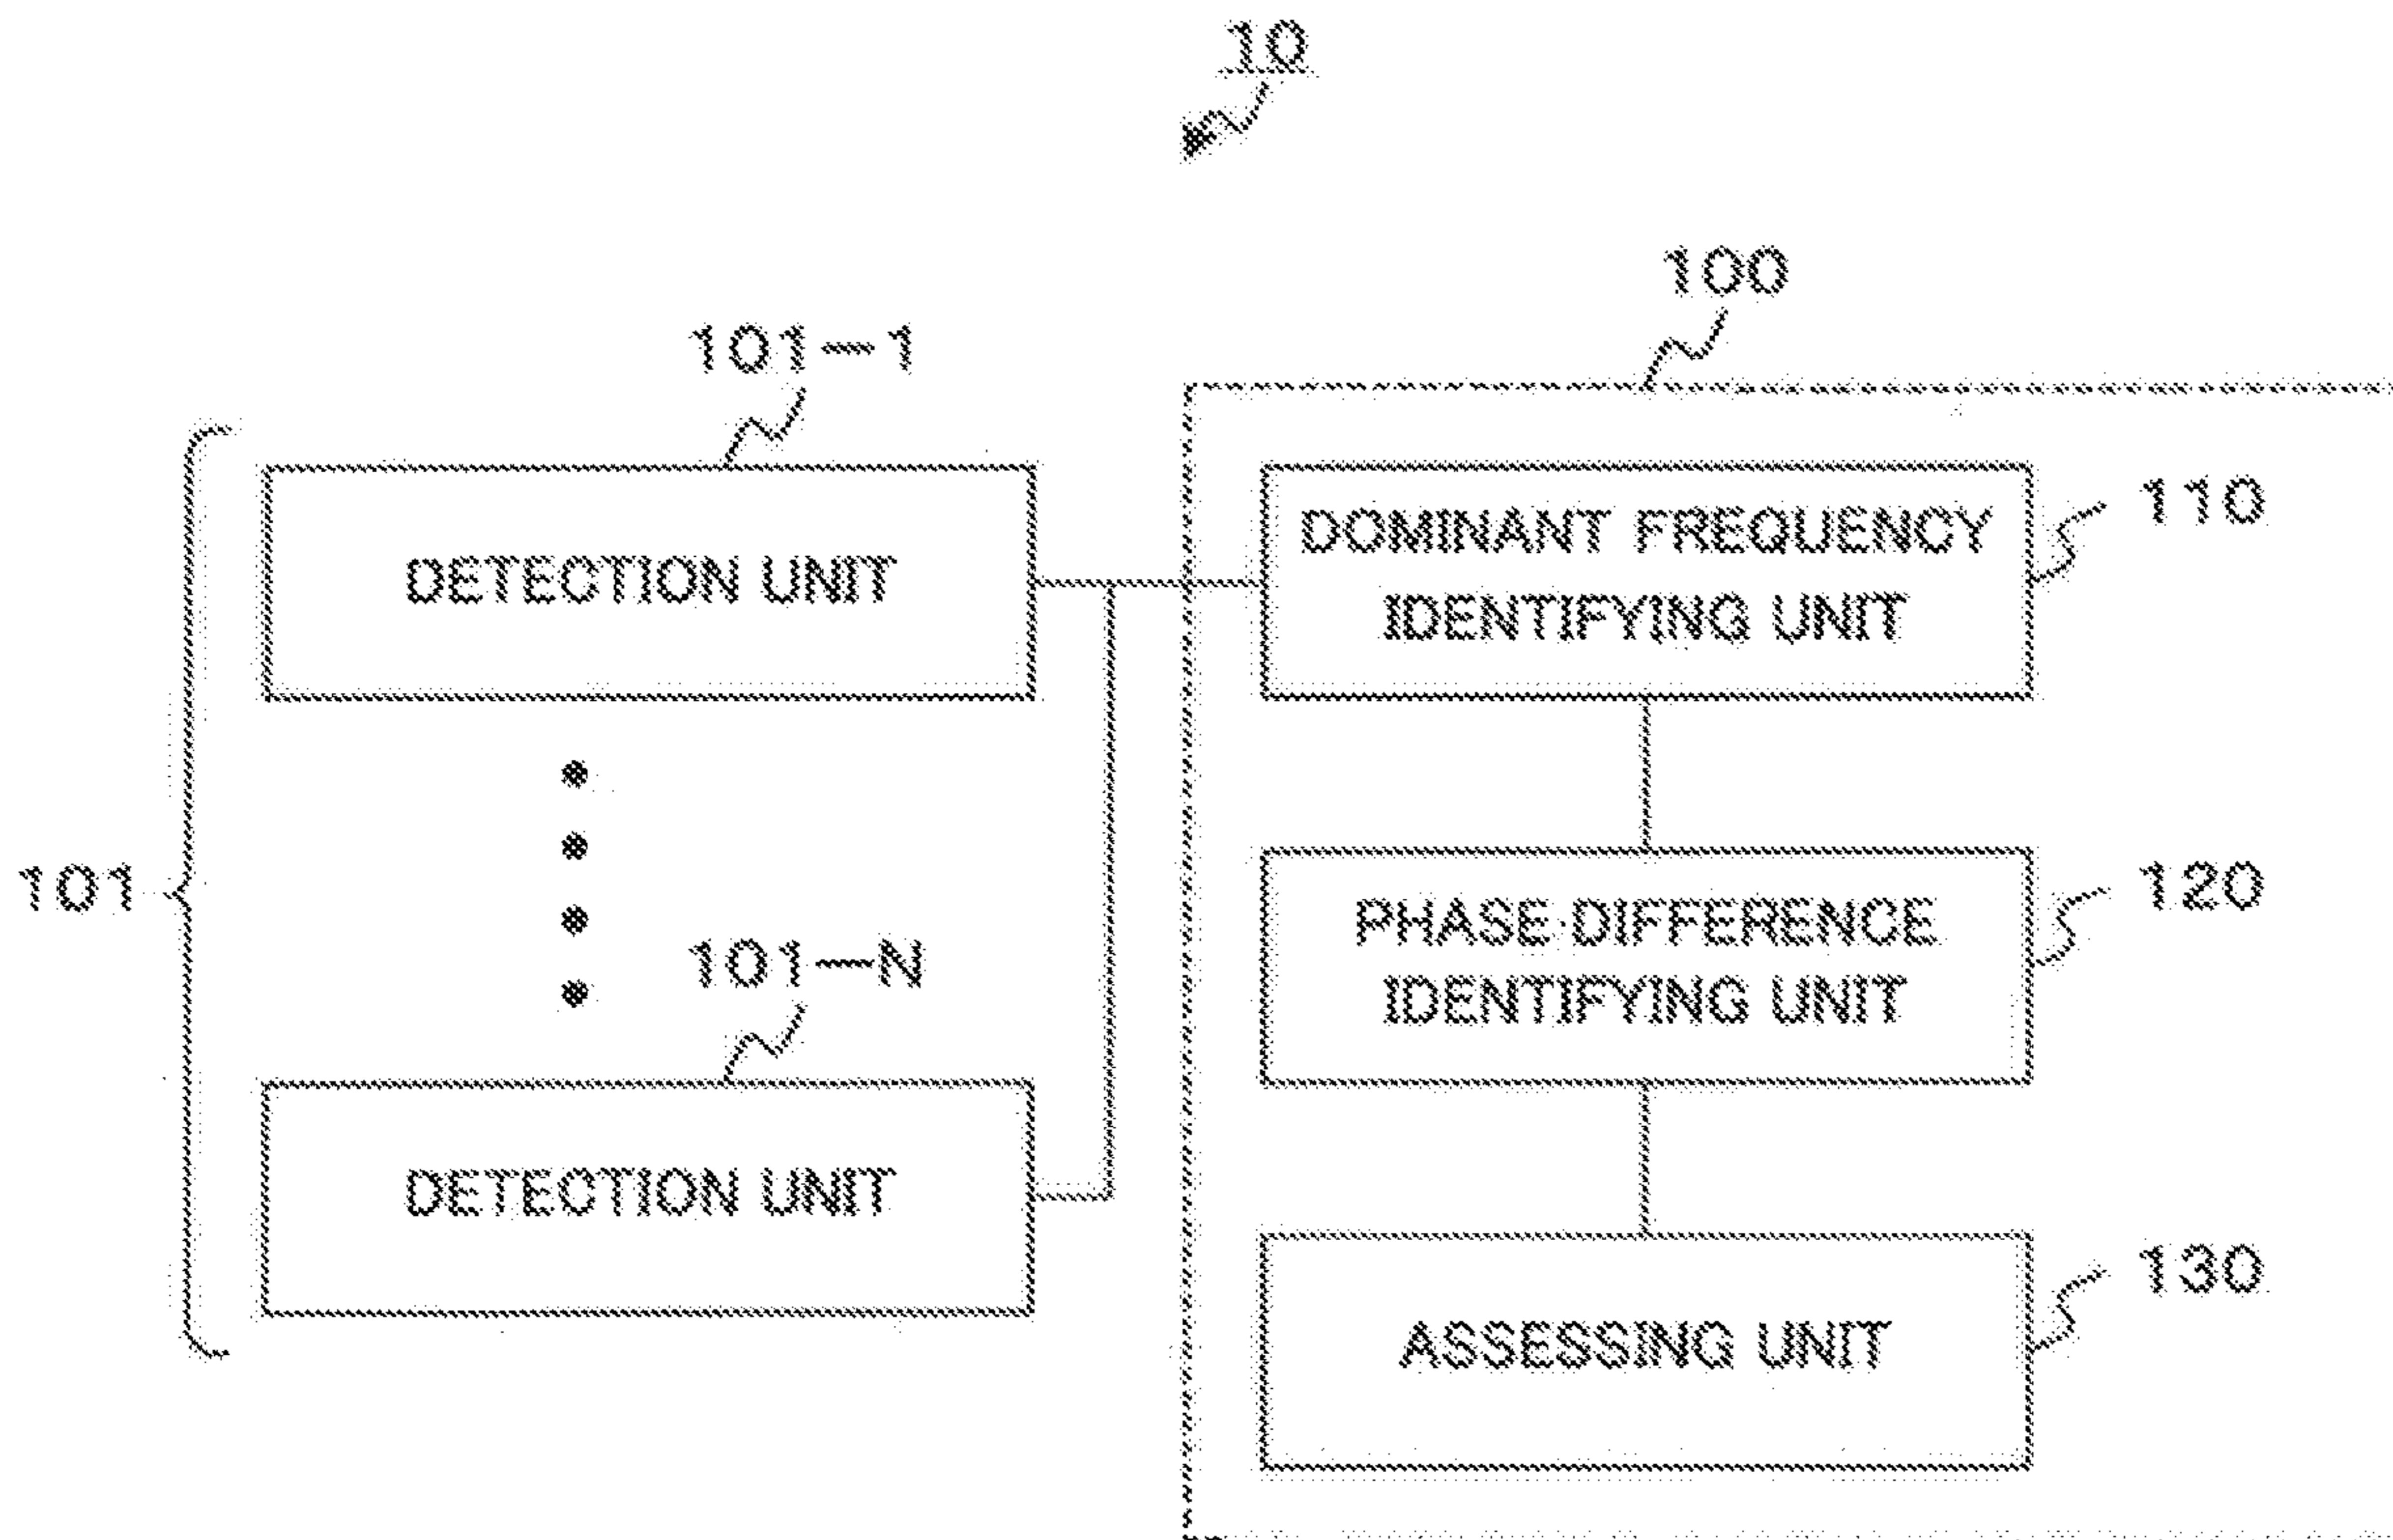 10
100
101—1
DETECTION UNIT
DOMINANT FREQUENCY
IDENTIFYING UNIT
110
101
101—N
PHASE DIFFERENCE
IDENTIFYING UNIT
120
DETECTION UNIT
ASSESSING UNIT
130